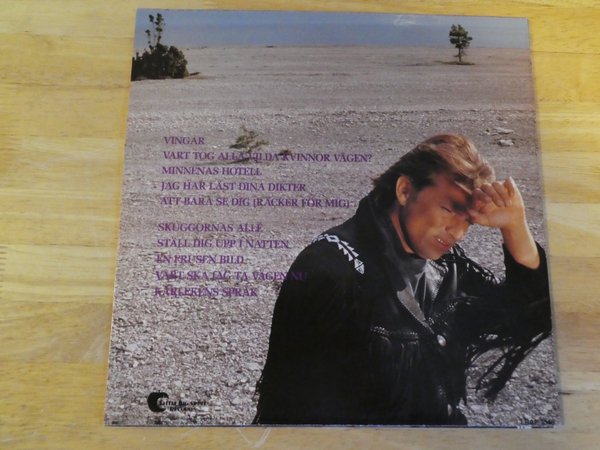 VINGAR
VART TOG ALLA VILDA KVINNOR VÄGEN?
MINNENAS HOTELL
JAG HAR LÄST DINA DIKTER
ATT BARA SE DIG (RÄCKER FÖR MIG)
SKUGGORNAS ALLÉ
STÄLL DIG UPP I NATTEN
EN FRUSEN BILD
VART SKA JAG TA VÄGEN NU
KÄRLEKENS SPRÅK